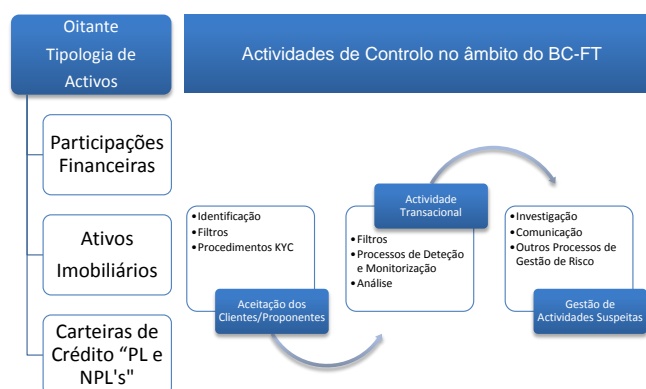 Oitante
Tipologia de
Activos
Actividades de Controlo no âmbito do BC-FT
Participações
Financeiras
Ativos
Imobiliários
Carteiras de
Crédito “PL e
NPL's"
•Identificação
•Filtros
•Procedimentos KYC
Aceitação dos
Clientes/Proponentes
Actividade
Transacional
•Filtros
•Processos de Deteção
e Monitorização
•Análise
•Investigação
•Comunicação
•Outros Processos de
Gestão de Risco
Gestão de
Actividades Suspeitas